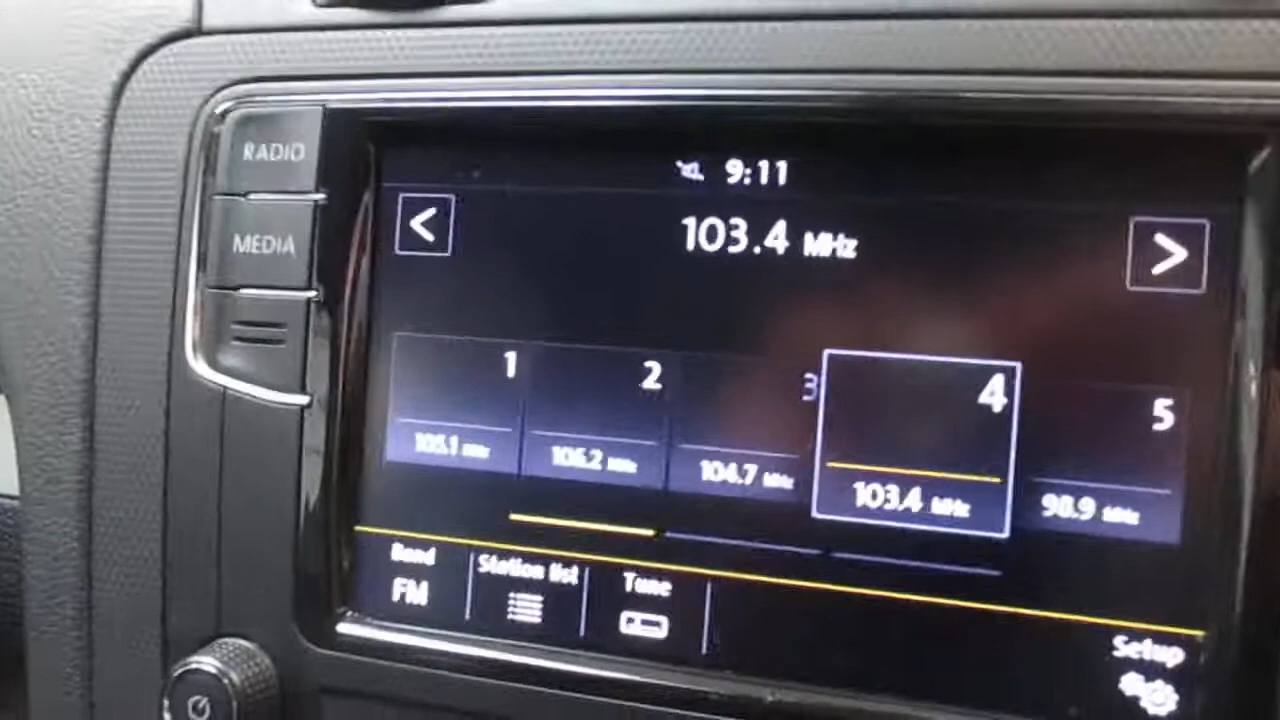 RADIO
MEDIA
9:11
<
103.4 MHz
>
1
2
3
4
5
105.1 MHz
106.2 MHz
104.7 MHz
103.4 MHz
98.9 MHz
Band
FM
Station list
Tune
Setup